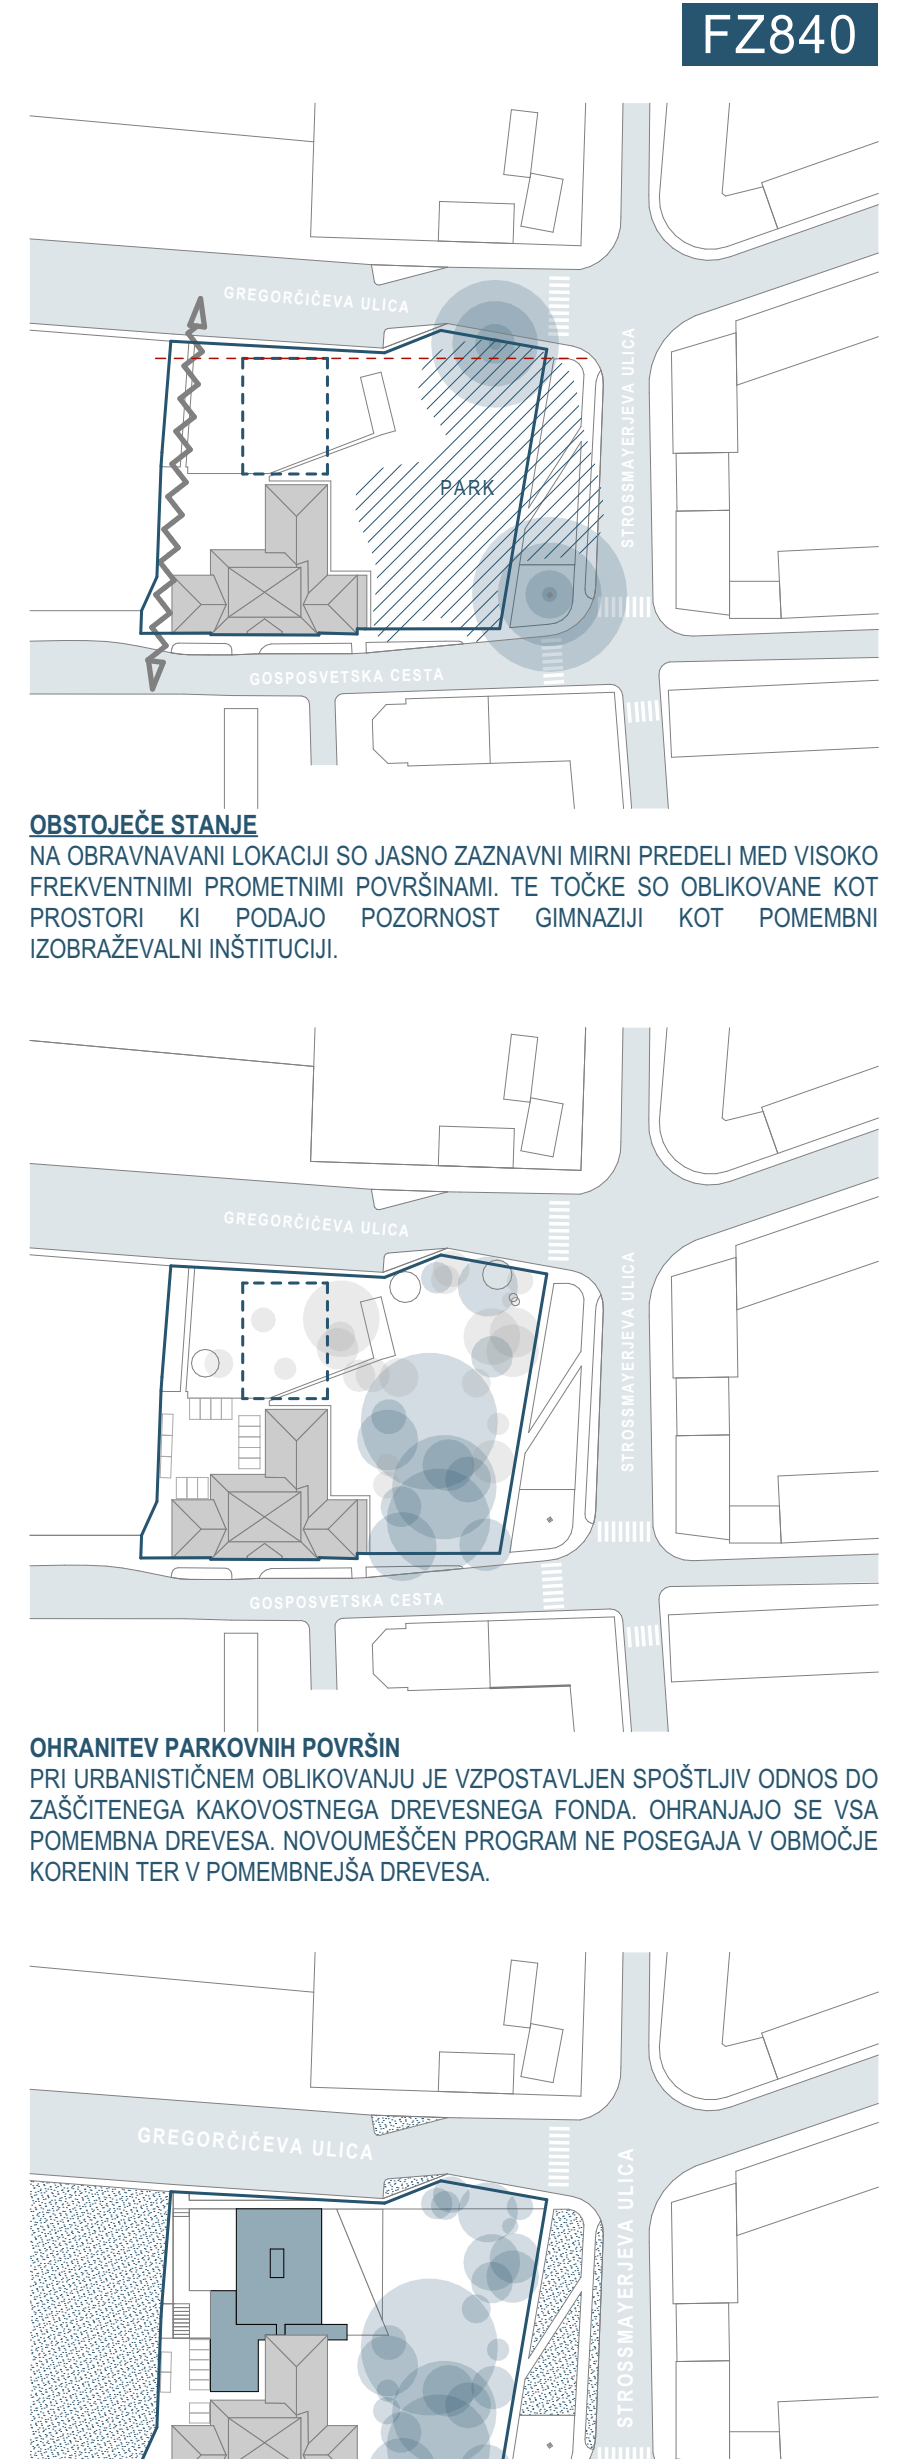 FZ840
GREGORČIČEVA ULICA
STROSSMAYERJEVA ULICA
PARK
GOSPOSVETSKA CESTA
OBSTOJEČE STANJE
NA OBRAVNAVANI LOKACIJI SO JASNO ZAZNAVNI MIRNI PREDELI MED VISOKO
FREKVENTNIMI PROMETNIMI POVRŠINAMI. TE TOČKE SO OBLIKOVANE KOT
PROSTORI KI PODAJO POZORNOST GIMNAZIJI KOT POMEMBNI
IZOBRAŽEVALNI INŠTITUCIJI.
GREGORČIČEVA ULICA
STROSSMAYERJEVA ULICA
GOSPOSVETSKA CESTA
OHRANITEV PARKOVNIH POVRŠIN
PRI URBANISTIČNEM OBLIKOVANJU JE VZPOSTAVLJEN SPOŠTLJIV ODNOS DO
ZAŠČITENEGA KAKOVOSTNEGA DREVESNEGA FONDA. OHRANJAJO SE VSA
POMEMBNA DREVESA. NOVOUMEŠČEN PROGRAM NE POSEGAJA V OBMOČJE
KORENIN TER V POMEMBNEJŠA DREVESA.
GREGORČIČEVA ULICA
STROSSMAYERJEVA ULICA